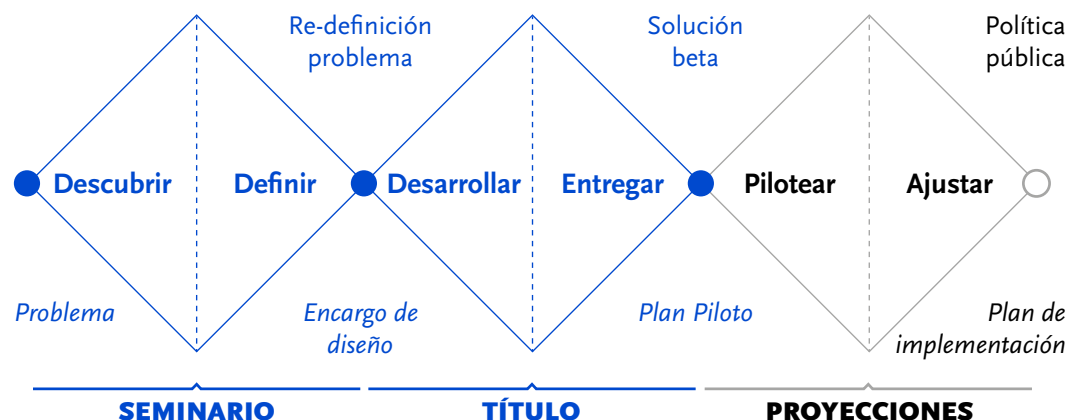 Re-definición
problema
Solución
beta
Política
pública
Descubrir
Definir
Desarrollar
Entregar
Pilotear
Ajustar
Problema
Encargo de
diseño
Plan Piloto
Plan de
implementación
SEMINARIO
TÍTULO
PROYECCIONES